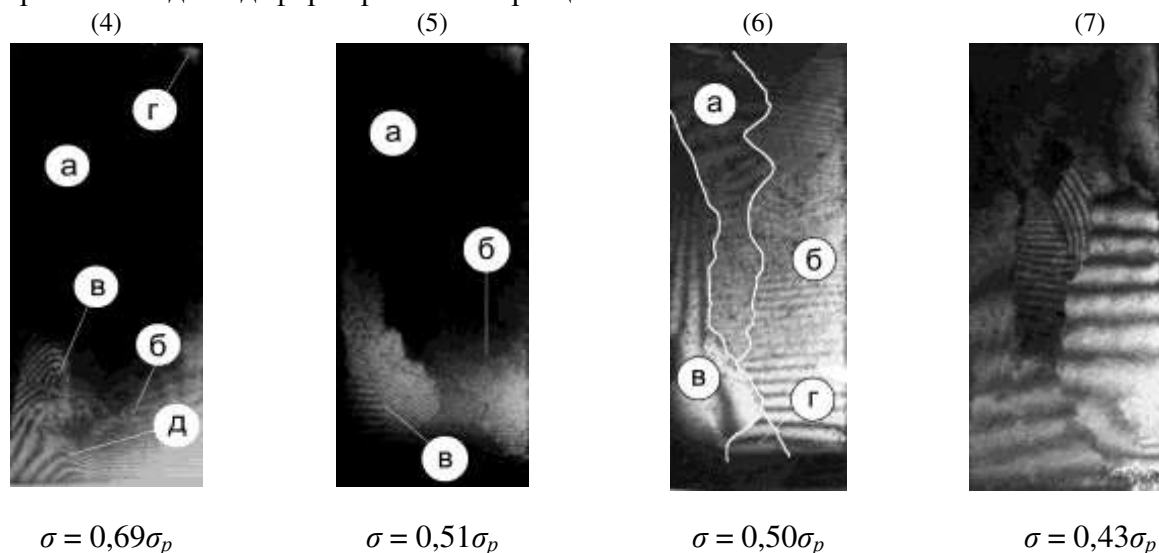 (4) (5) (6) (7)
г
а
в
б
д
а
б
в
а
б
в
г
σ = 0,69σp σ = 0,51σp σ = 0,50σp σ = 0,43σp